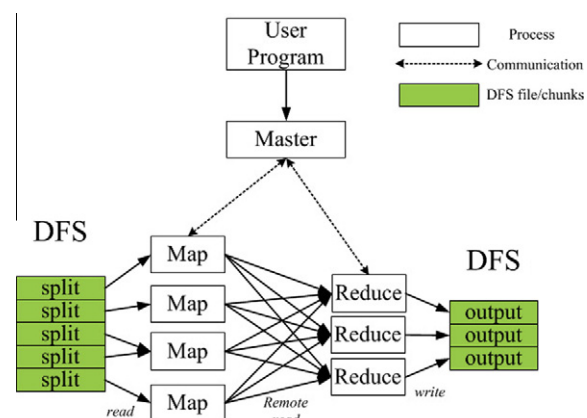 User
Program
Process
Communication
DFS file/chunks
Master
DFS
DFS
Map
Map
Map
Map
split
split
split
split
split
Reduce
Reduce
Reduce
output
output
output
read
Remote
write